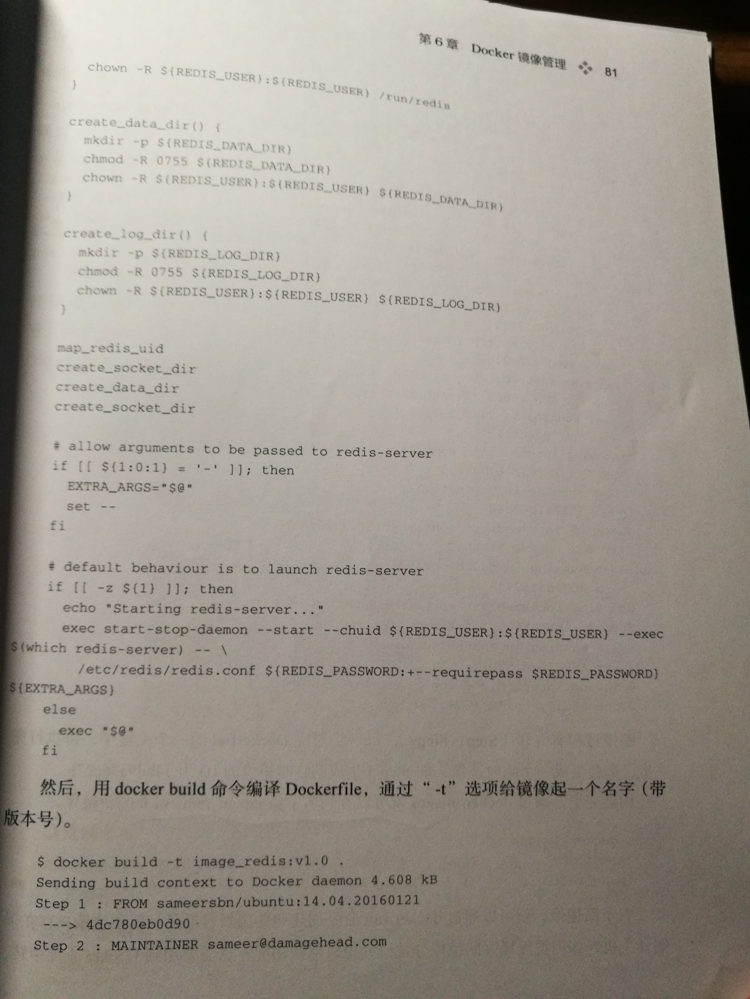 第 6 章 Docker 镜像管理 ❖ 81
chown -R ${REDIS_USER}:${REDIS_USER} /run/redis
}
create_data_dir() {
mkdir -p ${REDIS_DATA_DIR}
chmod -R 0755 ${REDIS_DATA_DIR}
chown -R ${REDIS_USER}:${REDIS_USER} ${REDIS_DATA_DIR}
}
create_log_dir() {
mkdir -p ${REDIS_LOG_DIR}
chmod -R 0755 ${REDIS_LOG_DIR}
chown -R ${REDIS_USER}:${REDIS_USER} ${REDIS_LOG_DIR}
}
map_redis_uid
create_socket_dir
create_data_dir
create_socket_dir
# allow arguments to be passed to redis-server
if [[ ${1:0:1} = '-' ]]; then
EXTRA_ARGS="$@"
set --
fi
# default behaviour is to launch redis-server
if [[ -z ${1} ]]; then
echo "Starting redis-server..."
exec start-stop-daemon --start --chuid ${REDIS_USER}:${REDIS_USER} --exec
$(which redis-server) -- \
/etc/redis/redis.conf ${REDIS_PASSWORD:+--requirepass $REDIS_PASSWORD}
${EXTRA_ARGS}
else
exec "$@"
fi
然后，用 docker build 命令编译 Dockerfile，通过“ -t”选项给镜像起一个名字（带
版本号）。
$ docker build -t image_redis:v1.0 .
Sending build context to Docker daemon 4.608 kB
Step 1 : FROM sameersbn/ubuntu:14.04.20160121
---> 4dc780eb0d90
Step 2 : MAINTAINER sameer@damagehead.com